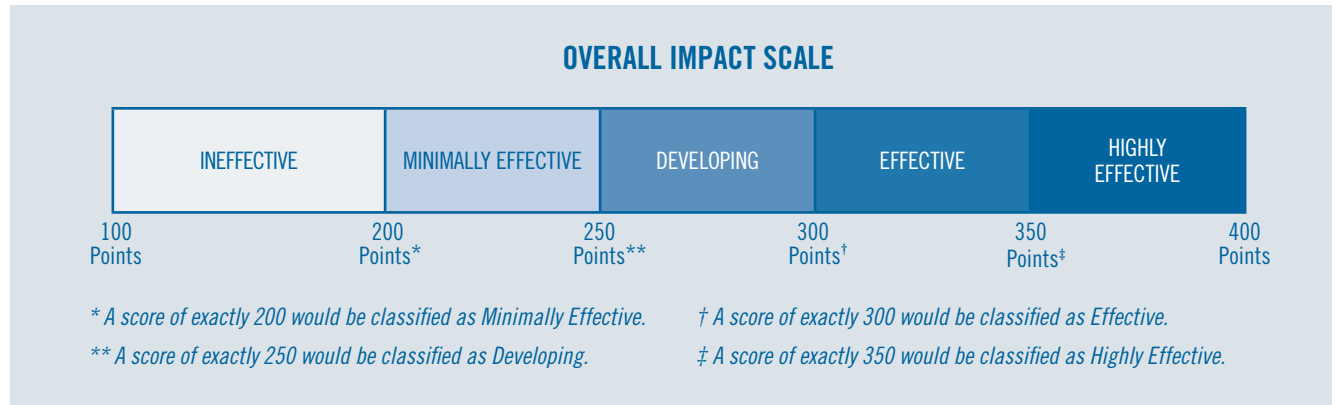 OVERALL IMPACT SCALE
INEFFECTIVE
MINIMALLY EFFECTIVE
DEVELOPING
EFFECTIVE
HIGHLY
EFFECTIVE
100
Points
200
Points*
250
Points**
300
Points†
350
Points‡
400
Points
* A score of exactly 200 would be classified as Minimally Effective.
** A score of exactly 250 would be classified as Developing.
† A score of exactly 300 would be classified as Effective.
‡ A score of exactly 350 would be classified as Highly Effective.